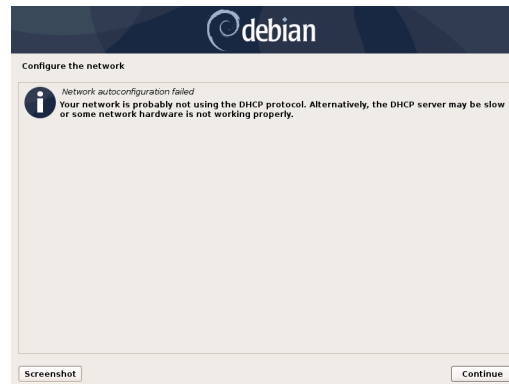 debian
Configure the network
Network autoconfiguration failed
Your network is probably not using the DHCP protocol. Alternatively, the DHCP server may be slow
or some network hardware is not working properly.
Screenshot
Continue